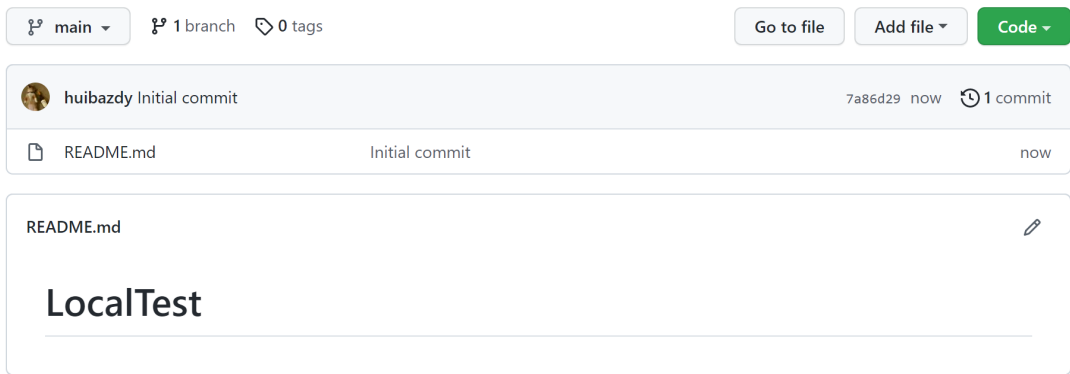 main 1 branch 0 tags Go to file Add file Code
huibazdy Initial commit 7a86d29 now 1 commit
README.md Initial commit now
README.md
LocalTest